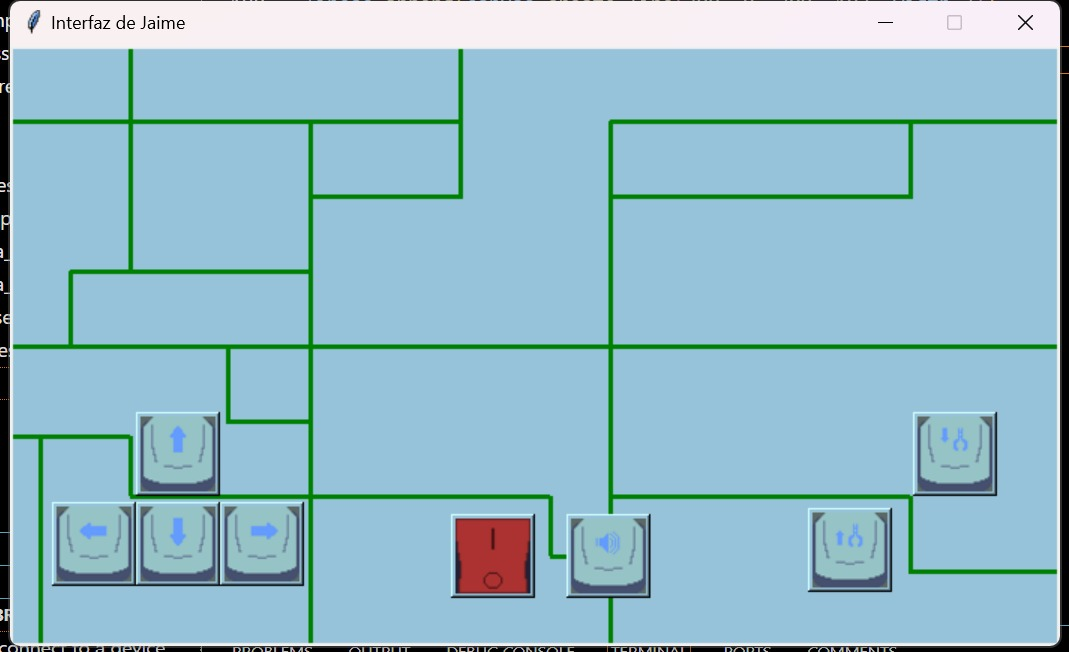 Interfaz de Jaime
connect to a device
PROBLEMS OUTPUT DEBUG CONSOLE TERMINAL PORTS COMMENTS